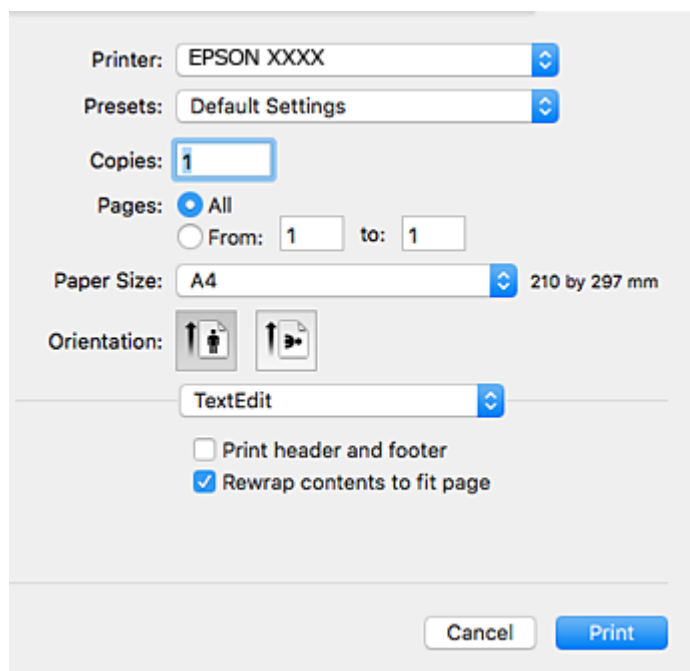 Printer: EPSON XXXX
Presets: Default Settings
Copies: 1
Pages: All
From: 1 to: 1
Paper Size: A4 210 by 297 mm
Orientation:
TextEdit
Print header and footer
Rewrap contents to fit page
Cancel Print